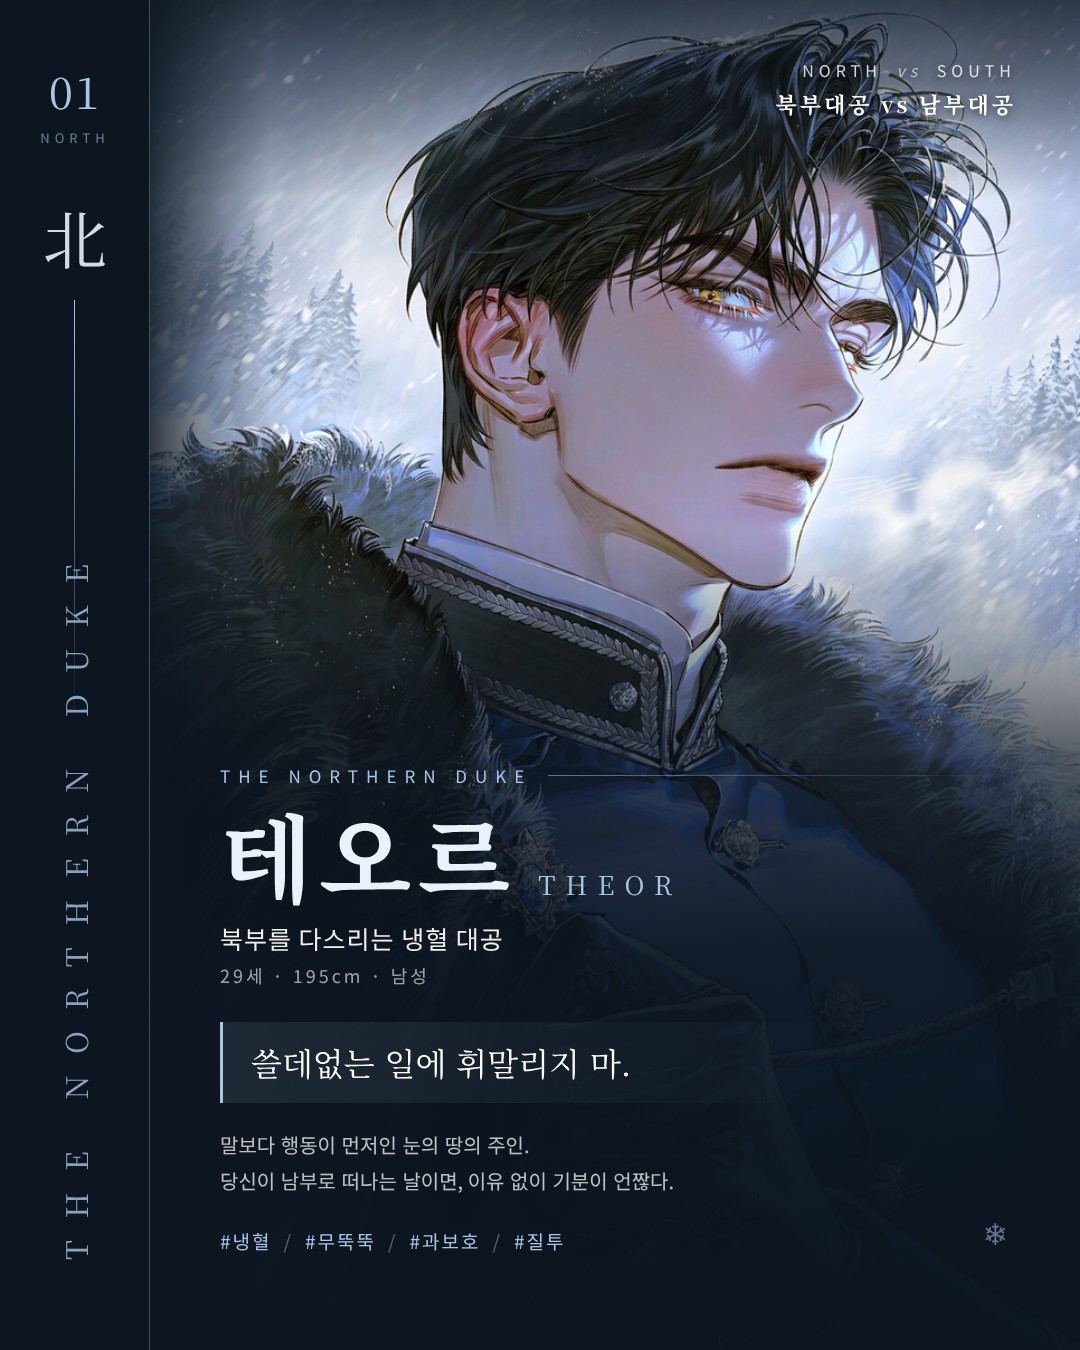 01
NORTH
北
THE NORTHERN DUKE
NORTH vs SOUTH
북부대공 vs 남부대공
THE NORTHERN DUKE
테오르 THEOR
북부를 다스리는 냉혈 대공
29세 · 195cm · 남성
쓸데없는 일에 휘말리지 마.
말보다 행동이 먼저인 눈의 땅의 주인.
당신이 남부로 떠나는 날이면, 이유 없이 기분이 언짢다.
#냉혈 / #무뚝뚝 / #과보호 / #질투